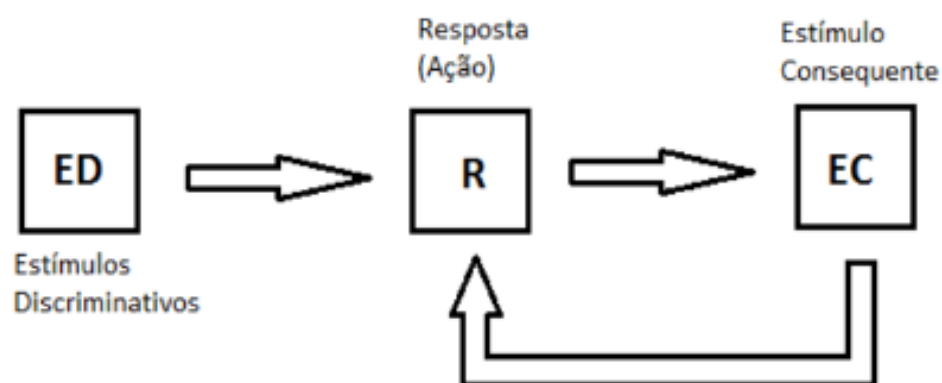 Resposta
(Ação)
Estímulo
Consequente
ED
R
EC
Estímulos
Discriminativos